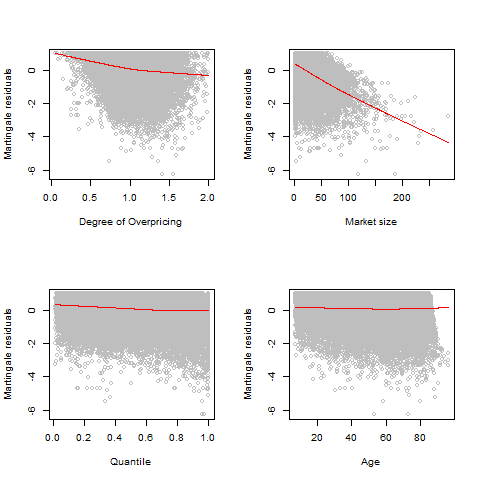 Martingale residuals
0
-2
-4
-6
0.0 0.5 1.0 1.5 2.0
Degree of Overpricing
Martingale residuals
0
-2
-4
-6
0 50 100 200
Market size
Martingale residuals
0
-2
-4
-6
0.0 0.2 0.4 0.6 0.8 1.0
Quantile
Martingale residuals
0
-2
-4
-6
20 40 60 80
Age